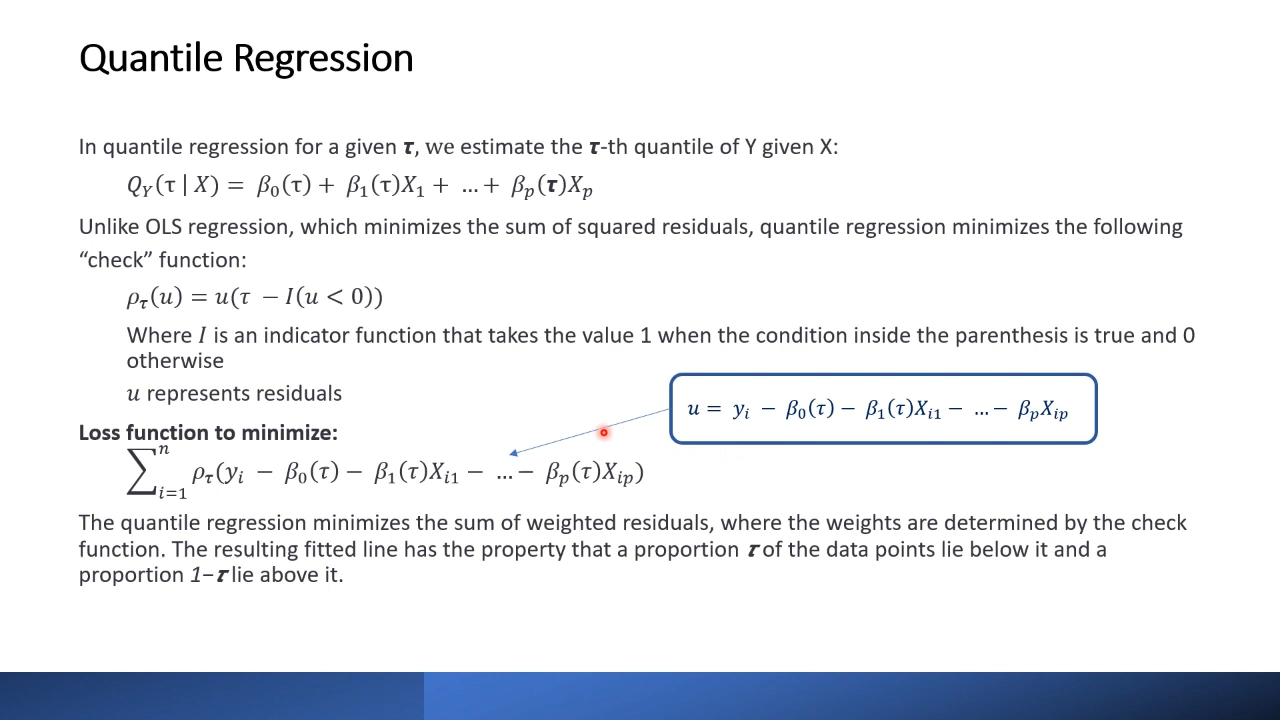 Quantile Regression
In quantile regression for a given τ, we estimate the τ-th quantile of Y given X:
Q_Y(τ | X) = β_0(τ) + β_1(τ)X_1 + …+ β_p(τ)X_p
Unlike OLS regression, which minimizes the sum of squared residuals, quantile regression minimizes the following
“check” function:
ρ_τ(u) = u(τ − I(u < 0))
Where I is an indicator function that takes the value 1 when the condition inside the parenthesis is true and 0
otherwise
u represents residuals
u = y_i − β_0(τ) − β_1(τ)X_i1 − …− β_pX_ip
Loss function to minimize:
∑_{i=1}^n ρ_τ(y_i − β_0(τ) − β_1(τ)X_i1 − …− β_p(τ)X_ip)
The quantile regression minimizes the sum of weighted residuals, where the weights are determined by the check
function. The resulting fitted line has the property that a proportion τ of the data points lie below it and a
proportion 1−τ lie above it.